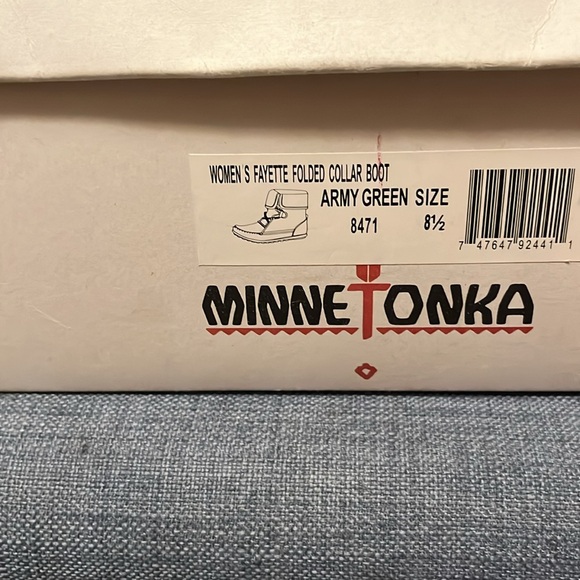 WOMEN'S FAYETTE FOLDED COLLAR BOOT
ARMY GREEN SIZE
8471 8½
7 47647 92441 1
MINNETONKA